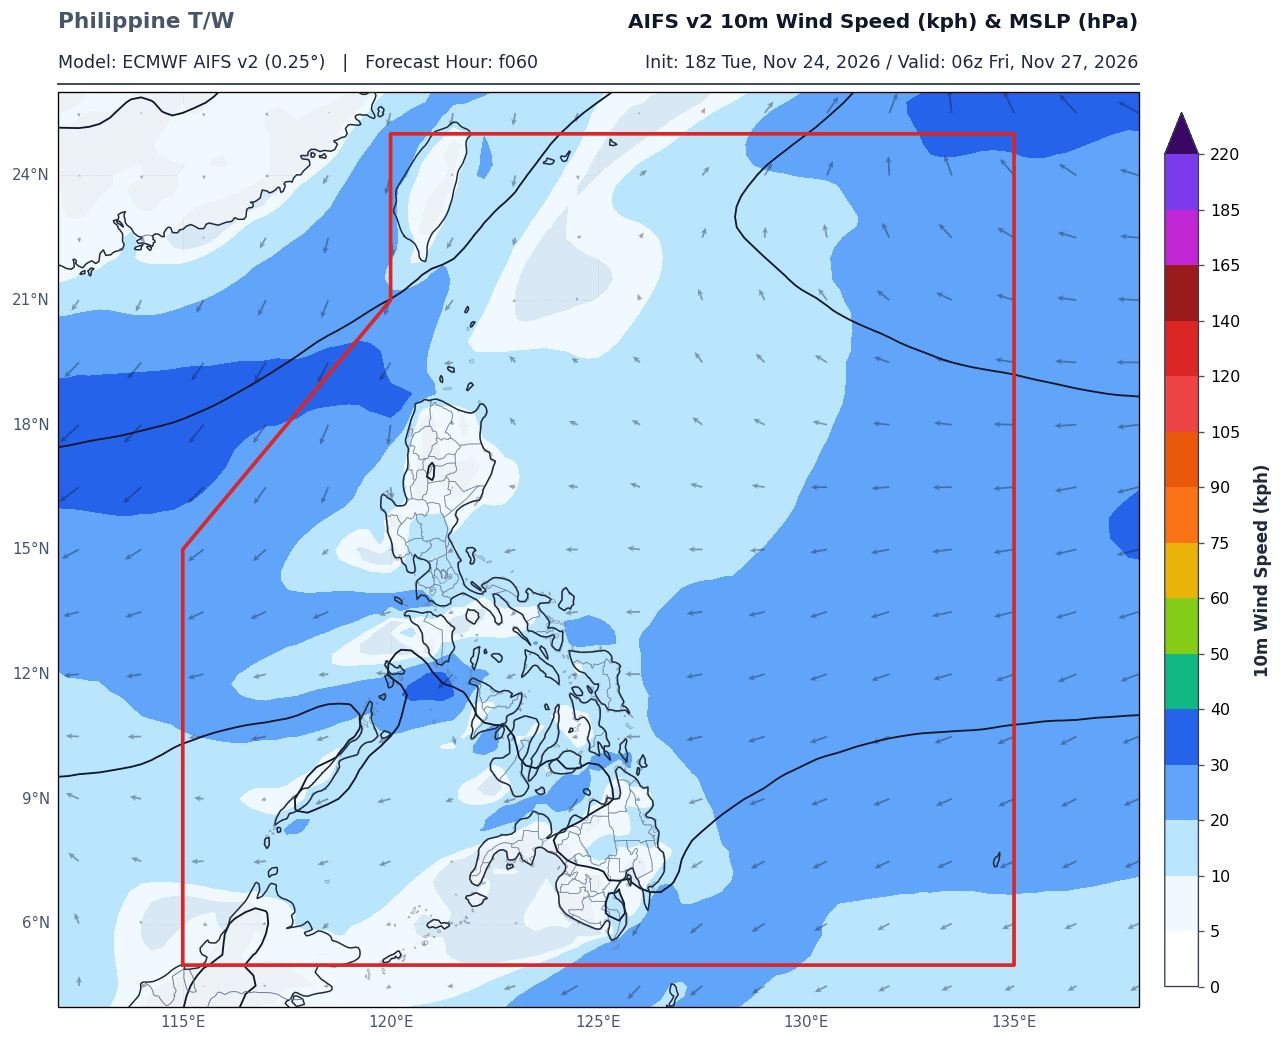 Philippine T/W
AIFS v2 10m Wind Speed (kph) & MSLP (hPa)
Model: ECMWF AIFS v2 (0.25°) | Forecast Hour: f060
Init: 18z Tue, Nov 24, 2026 / Valid: 06z Fri, Nov 27, 2026
24°N
21°N
18°N
15°N
12°N
9°N
6°N
115°E
120°E
125°E
130°E
135°E
220
185
165
140
120
105
90
75
60
50
40
30
20
10
5
0
10m Wind Speed (kph)